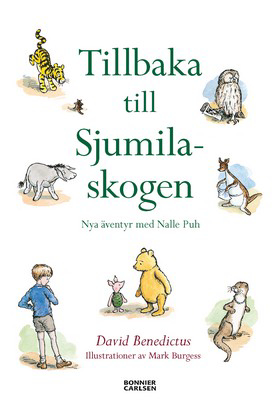 Tillbaka
till
Sjumila-
skogen
Nya äventyr med Nalle Puh
David Benedictus
Illustrationer av Mark Burgess
BONNIER
CARLSEN